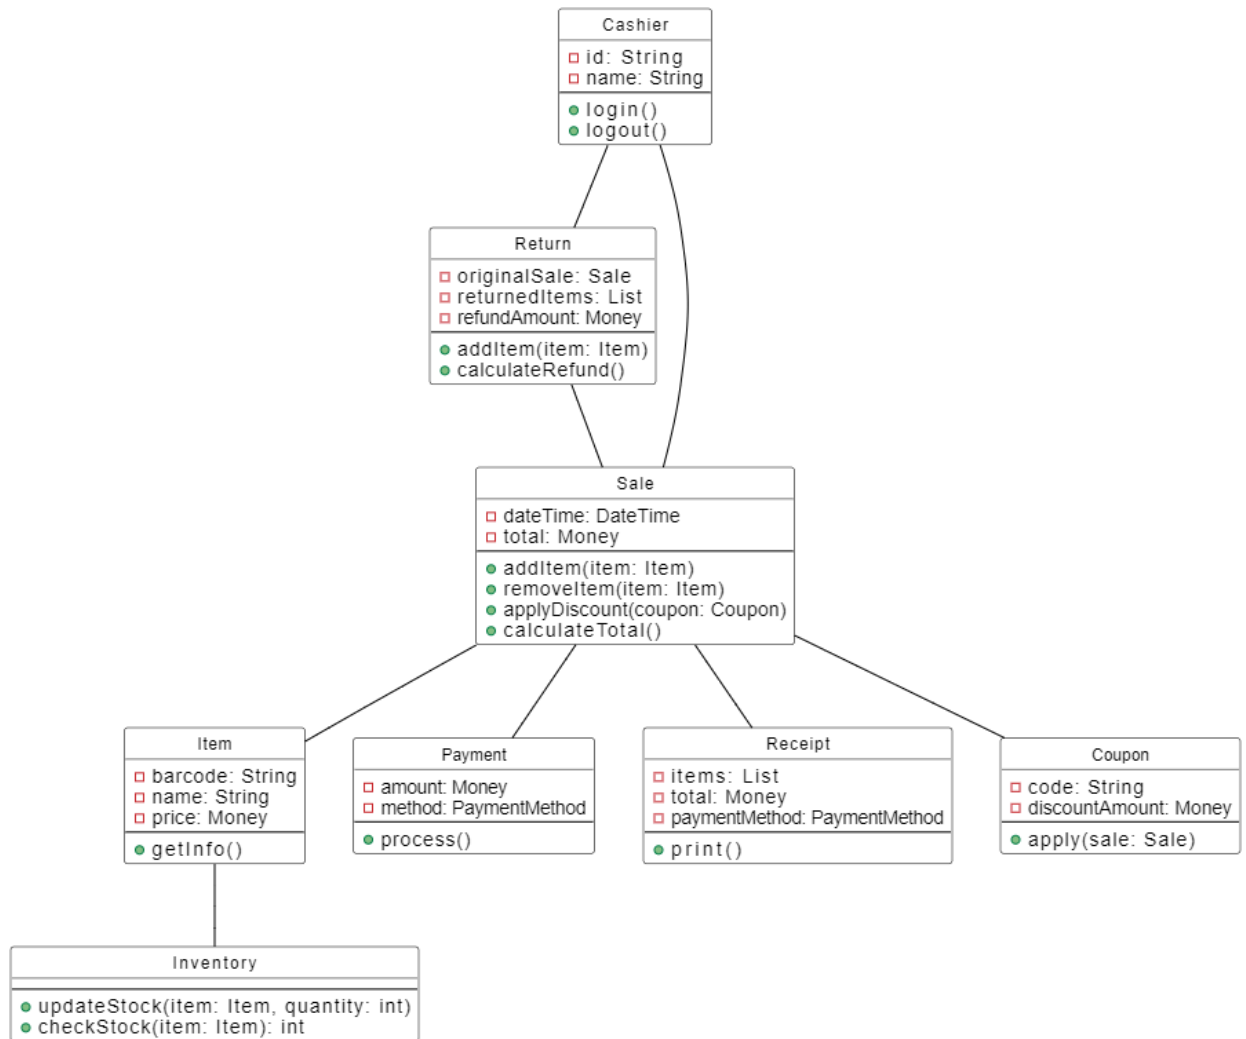 Cashier
id: String
name: String
login()
logout()
Return
originalSale: Sale
returnedItems: List
refundAmount: Money
addItem(item: Item)
calculateRefund()
Sale
dateTime: DateTime
total: Money
addItem(item: Item)
removeItem(item: Item)
applyDiscount(coupon: Coupon)
calculateTotal()
Item
barcode: String
name: String
price: Money
getInfo()
Payment
amount: Money
method: PaymentMethod
process()
Receipt
items: List
total: Money
paymentMethod: PaymentMethod
print()
Coupon
code: String
discountAmount: Money
apply(sale: Sale)
Inventory
updateStock(item: Item, quantity: int)
checkStock(item: Item): int